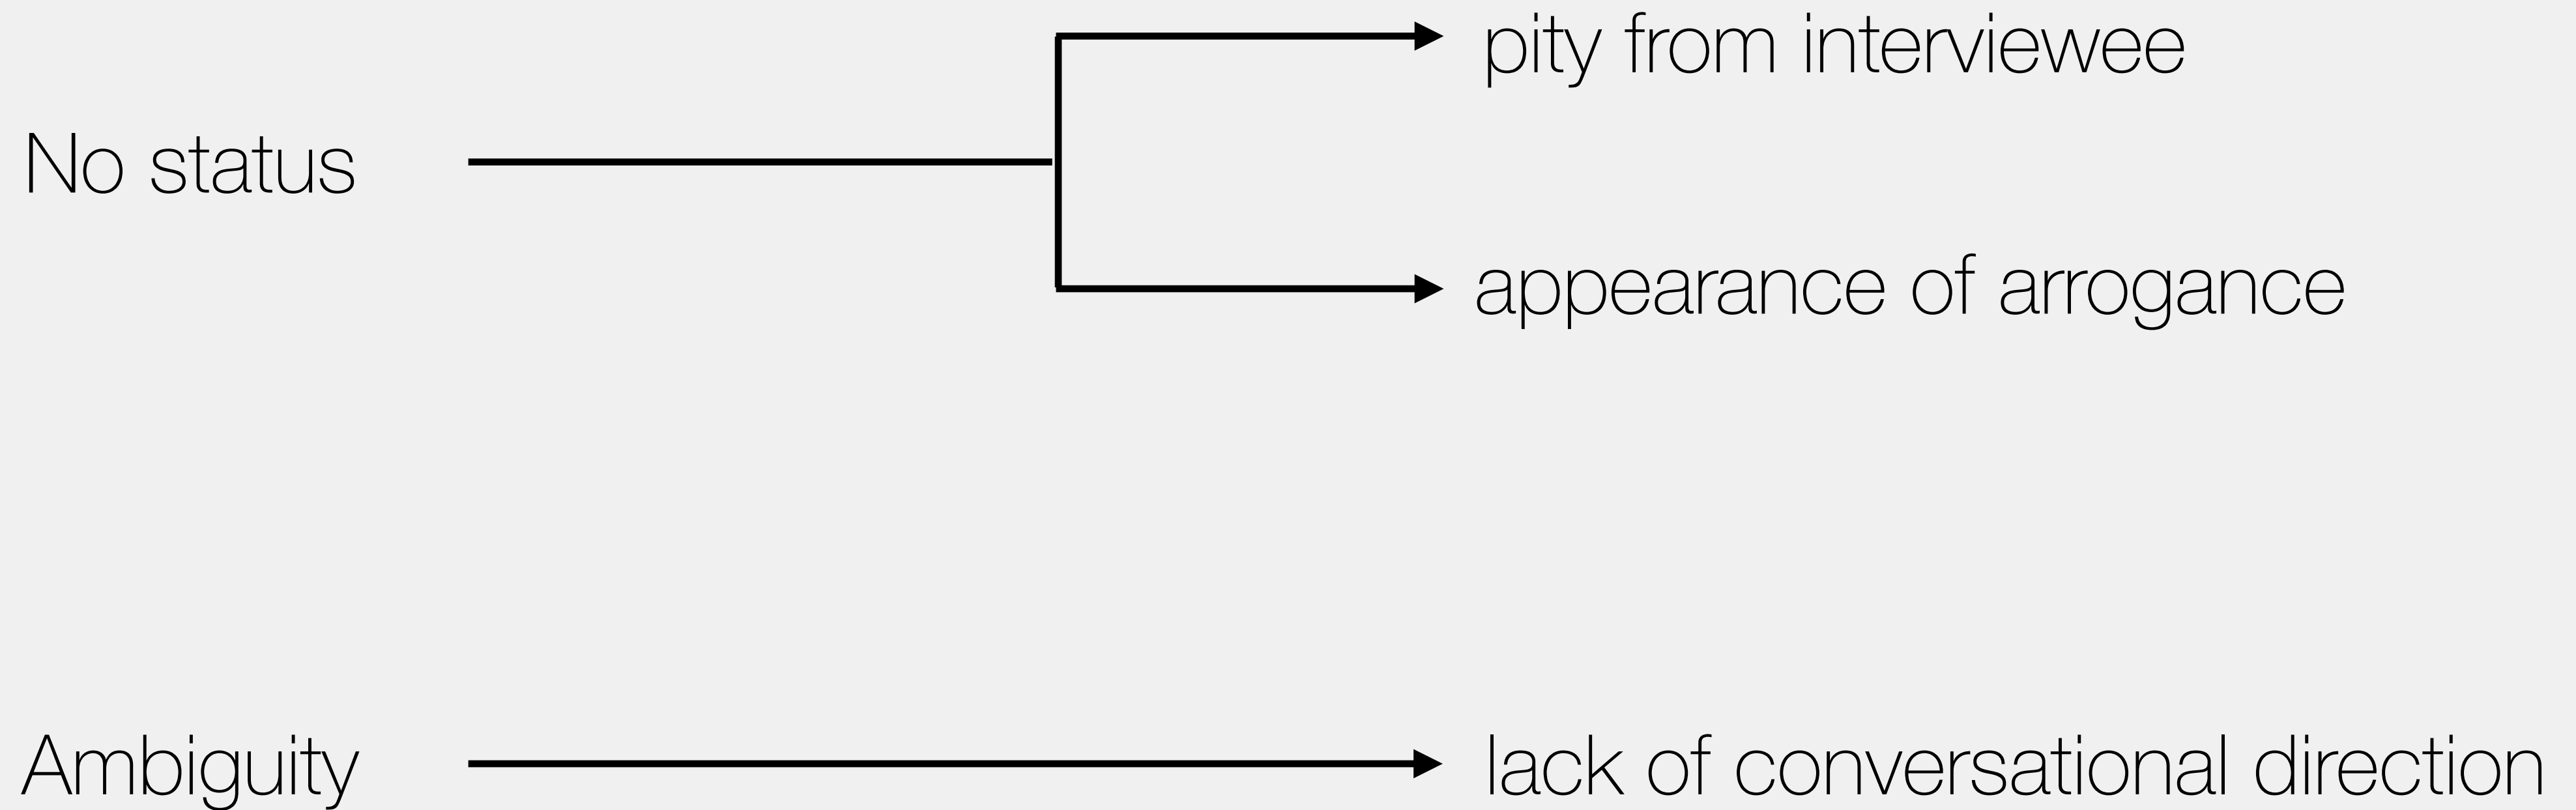 pity from interviewee
No status
appearance of arrogance
Ambiguity
lack of conversational direction